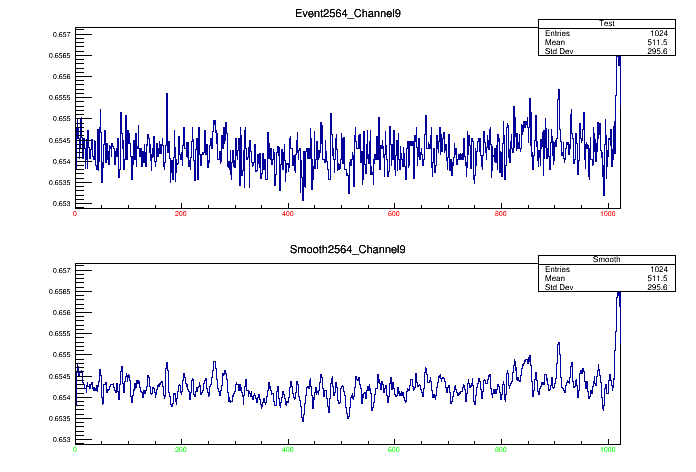 Event2564_Channel9
Test
Entries 1024
Mean 511.5
Std Dev 295.6
0.657
0.6565
0.656
0.6555
0.655
0.6545
0.654
0.6535
0.653
0 200 400 600 800 1000
Smooth2564_Channel9
Smooth
Entries 1024
Mean 511.5
Std Dev 295.6
0.657
0.6565
0.656
0.6555
0.655
0.6545
0.654
0.6535
0.653
0 200 400 600 800 1000